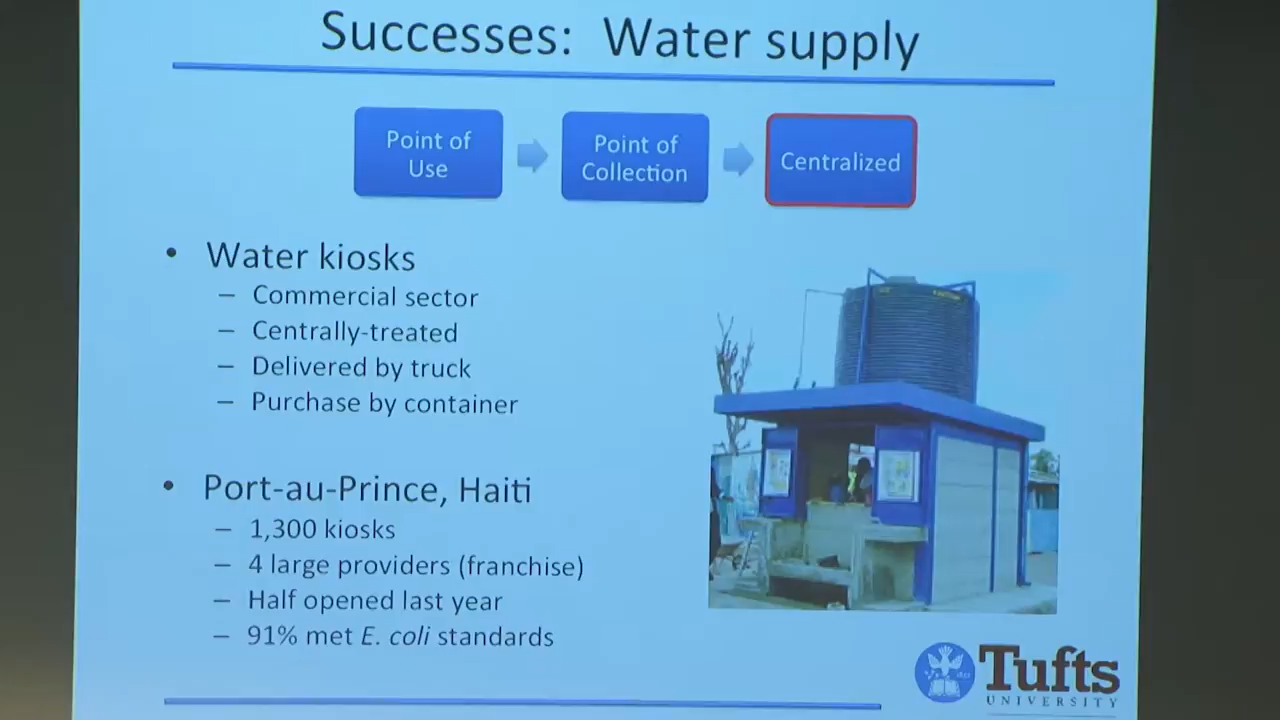 Successes: Water supply
Point of
Use
Point of
Collection
Centralized
• Water kiosks
– Commercial sector
– Centrally-treated
– Delivered by truck
– Purchase by container
• Port-au-Prince, Haiti
– 1,300 kiosks
– 4 large providers (franchise)
– Half opened last year
– 91% met E. coli standards
Tufts
UNIVERSITY